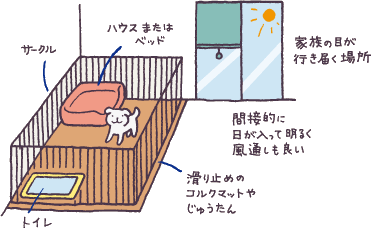 ハウス または
ベッド
サークル
家族の目が
行き届く場所
間接的に
日が入って明るく
風通しも良い
滑り止めの
コルクマットや
じゅうたん
トイレ